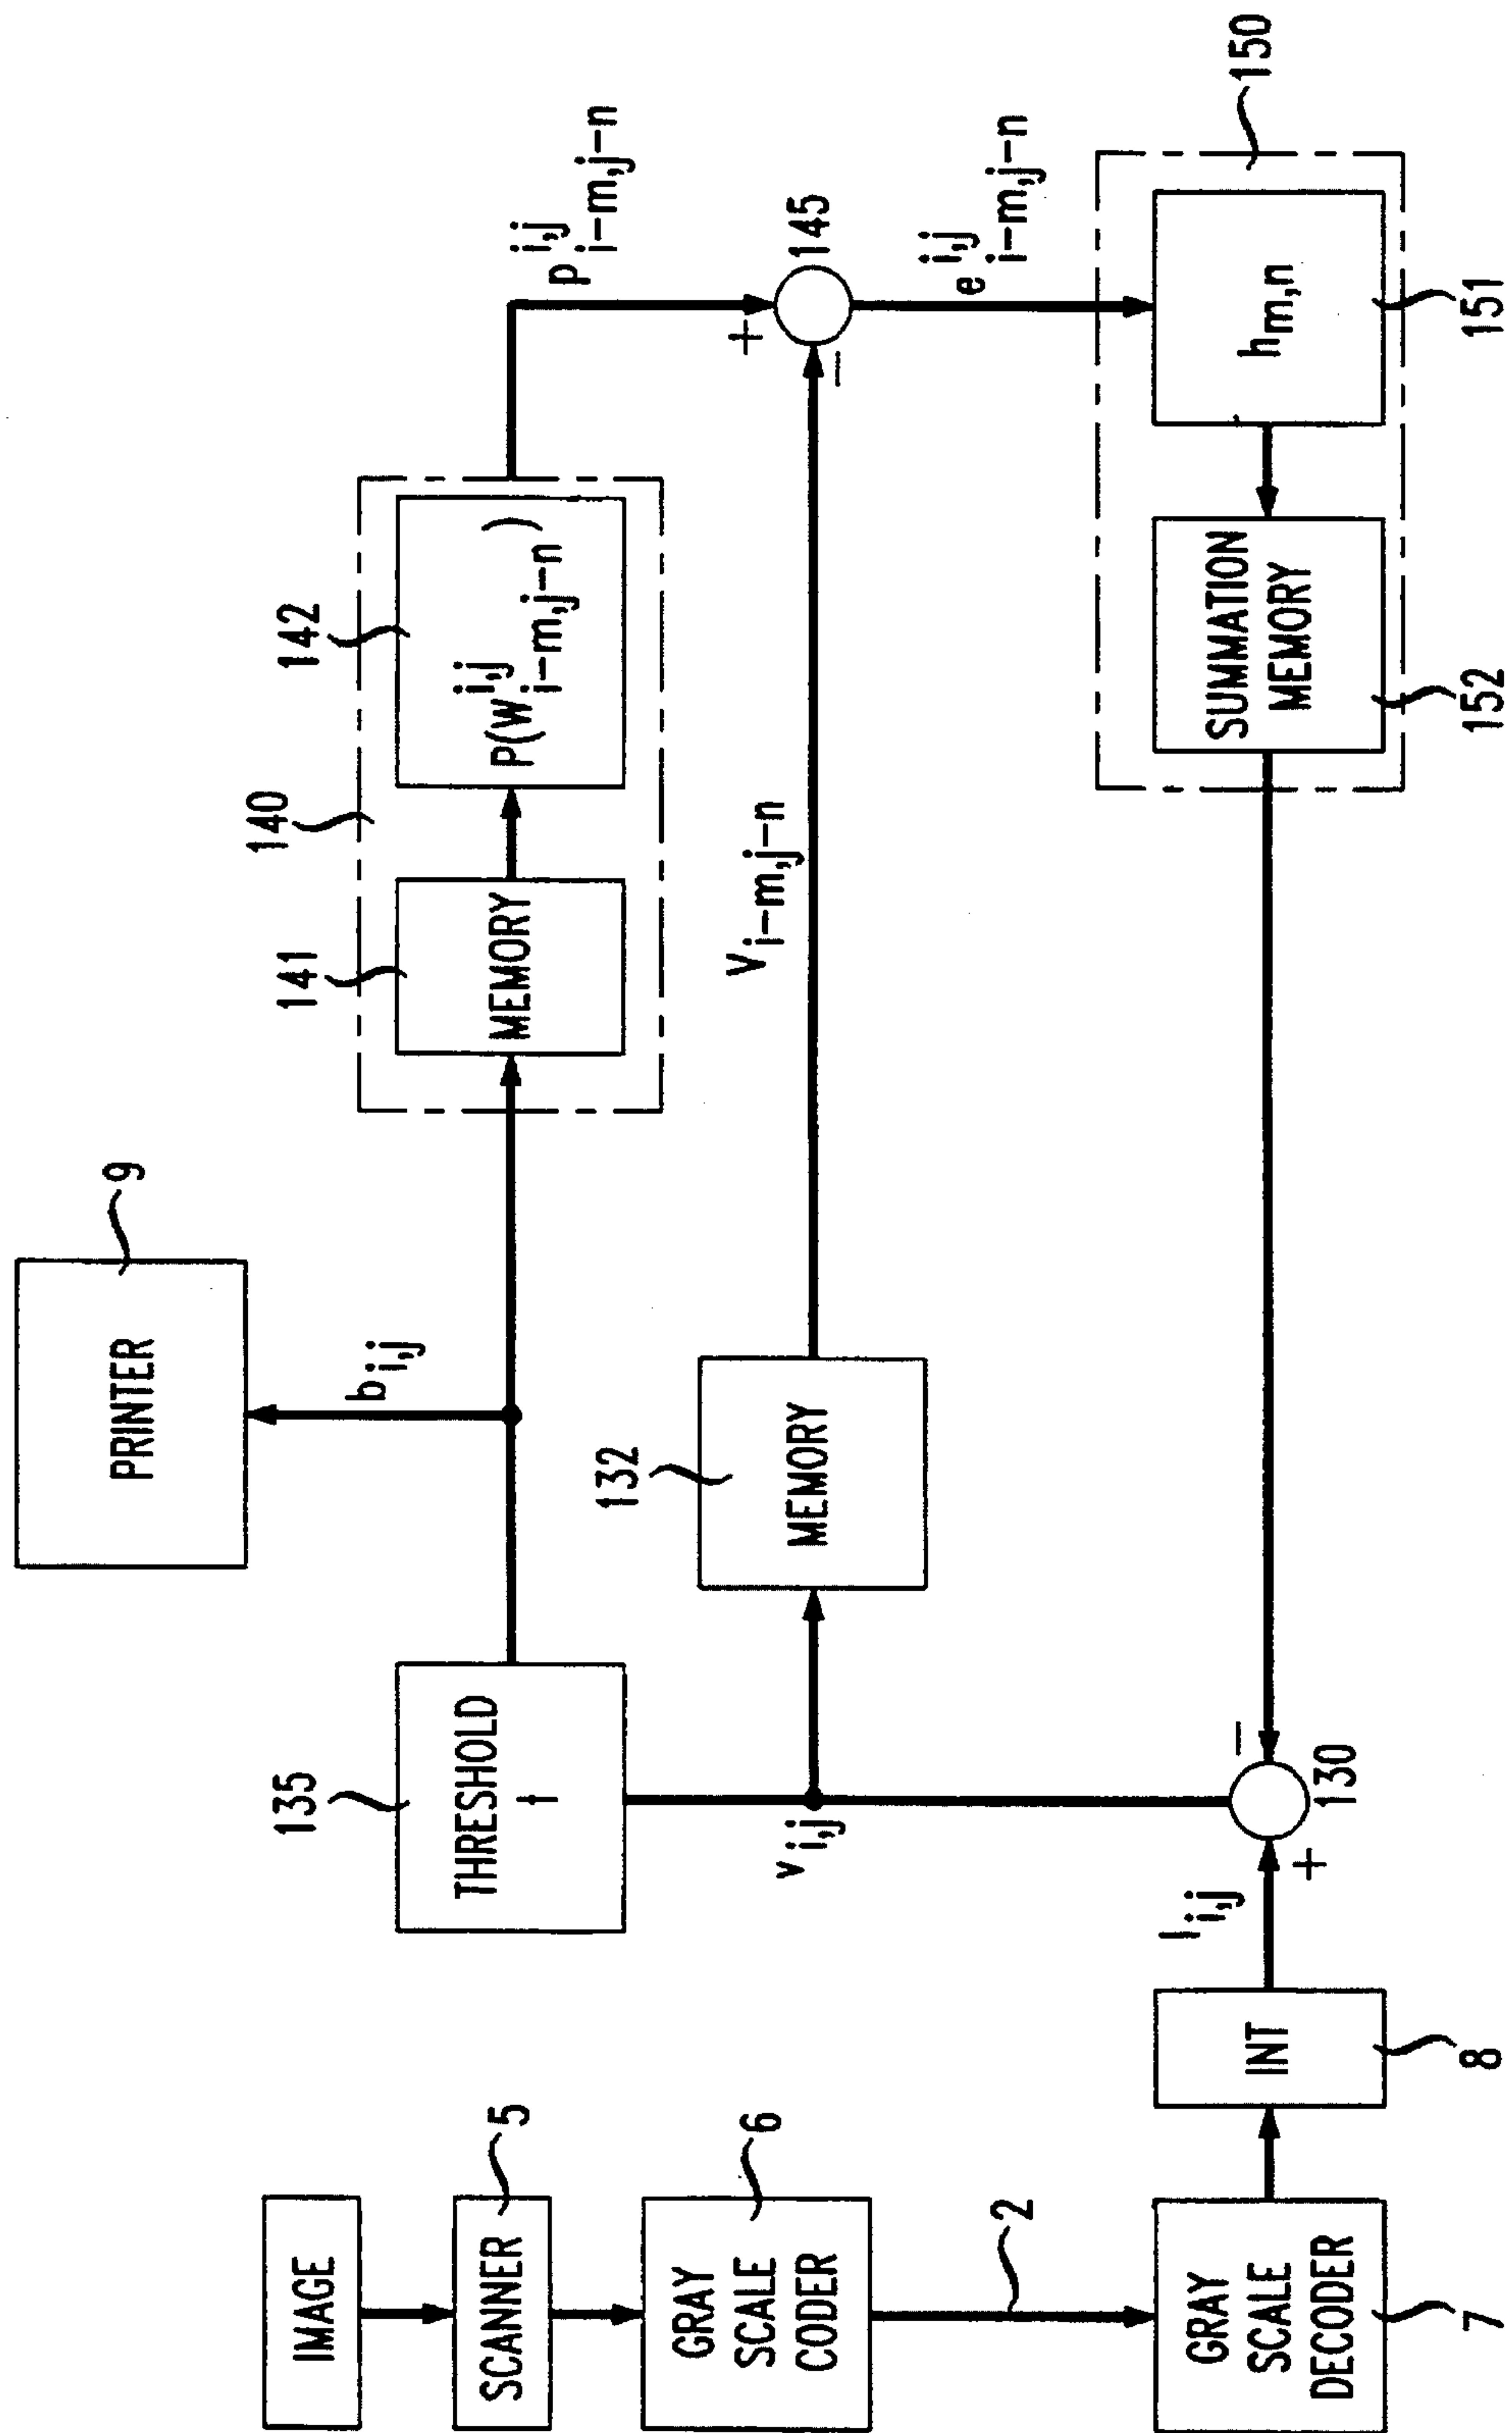 IMAGE
SCANNER
5
GRAY
SCALE
CODER
6
2
GRAY
SCALE
DECODER
7
INT
8
I i,j
+
−
130
v i,j
THRESHOLD
t
135
b i,j
PRINTER
9
MEMORY
132
V i−m,j−n
140
MEMORY
141
P(W i,j i−m,j−n )
142
p i,j i−m,j−n
+
−
145
e i,j i−m,j−n
h m,n
151
SUMMATION
MEMORY
152
150